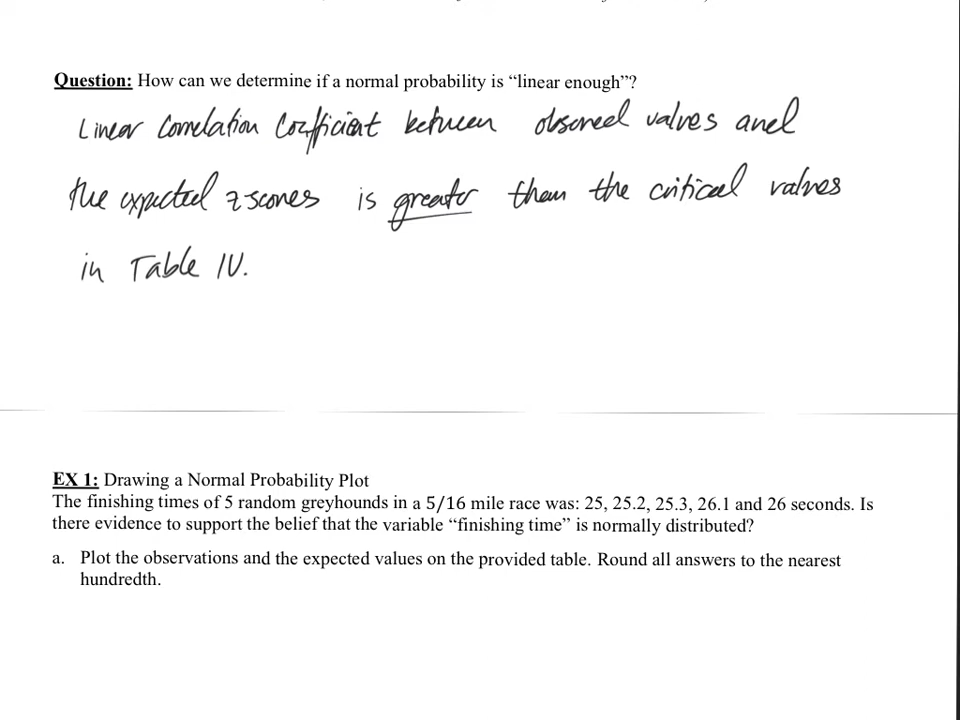 Question: How can we determine if a normal probability is “linear enough”?
Linear Correlation Coefficient between observed values and
the expected z scores is greater than the critical values
in Table IV.
EX 1: Drawing a Normal Probability Plot
The finishing times of 5 random greyhounds in a 5/16 mile race was: 25, 25.2, 25.3, 26.1 and 26 seconds. Is
there evidence to support the belief that the variable “finishing time” is normally distributed?
a. Plot the observations and the expected values on the provided table. Round all answers to the nearest
hundredth.